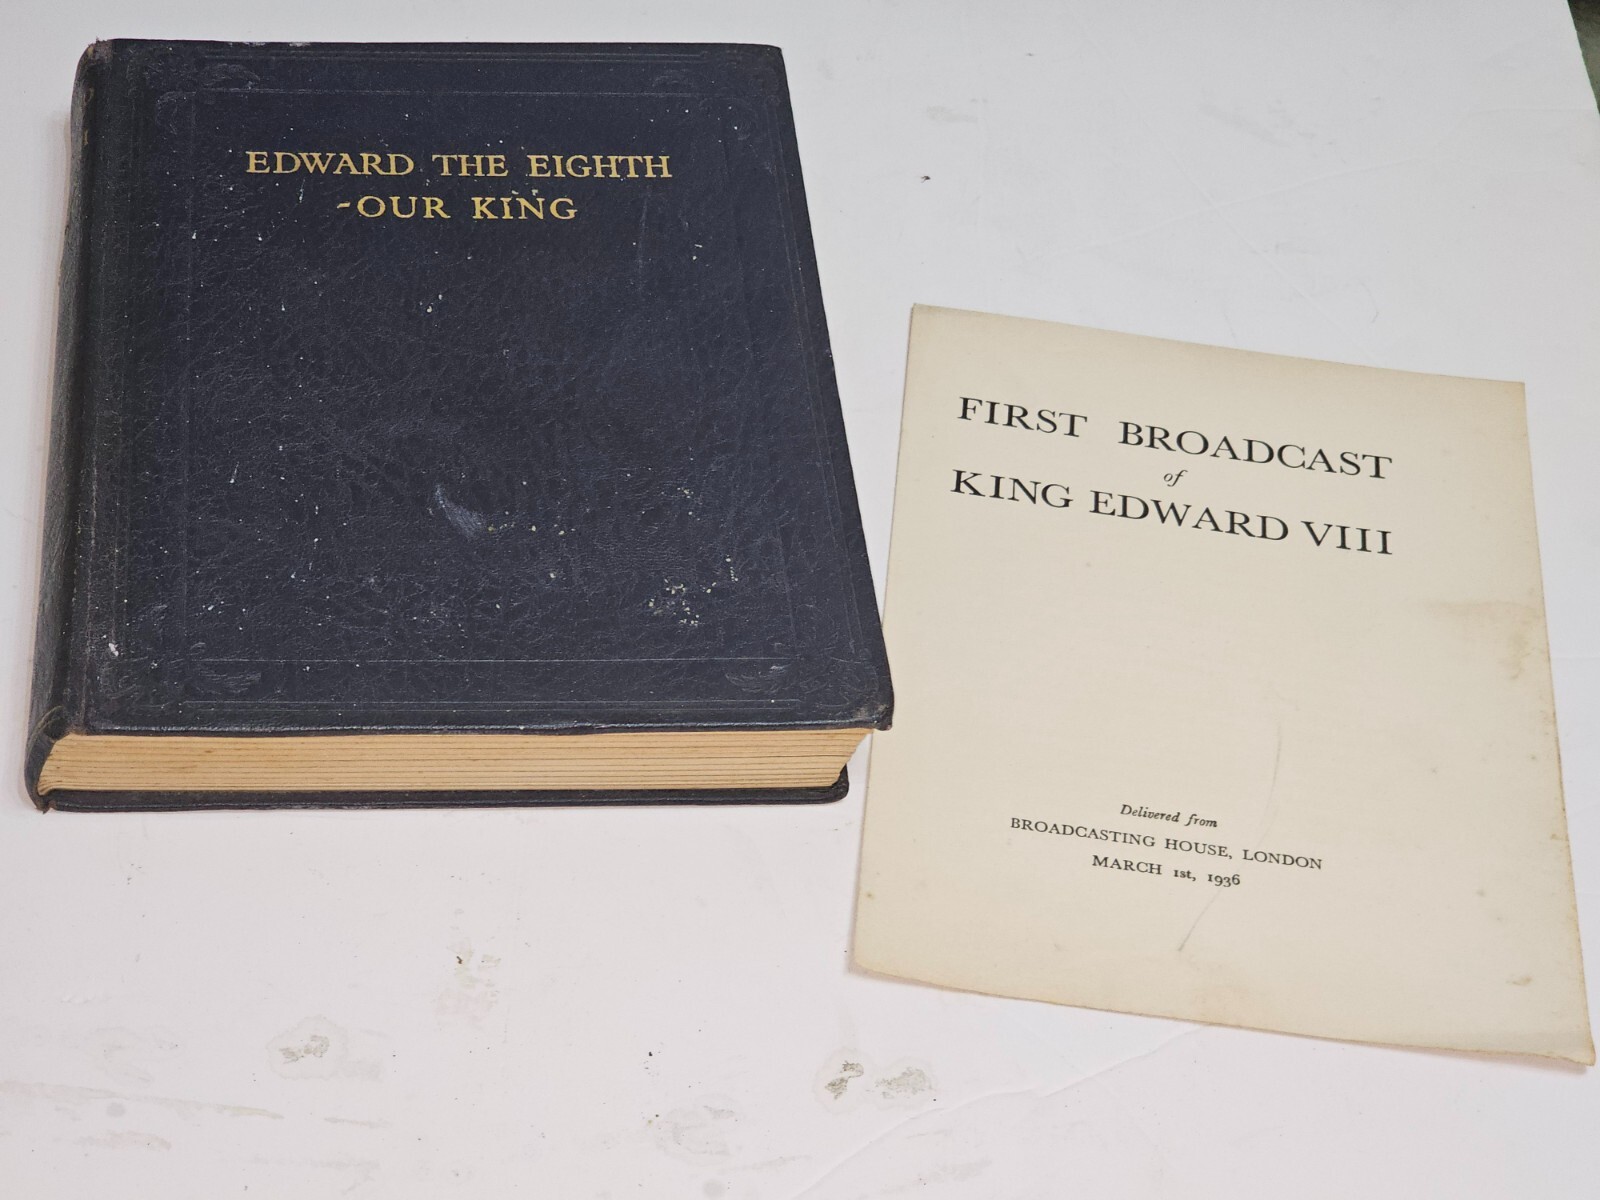 EDWARD THE EIGHTH
-OUR KING
FIRST BROADCAST
of
KING EDWARD VIII
Delivered from
BROADCASTING HOUSE, LONDON
MARCH 1st, 1936